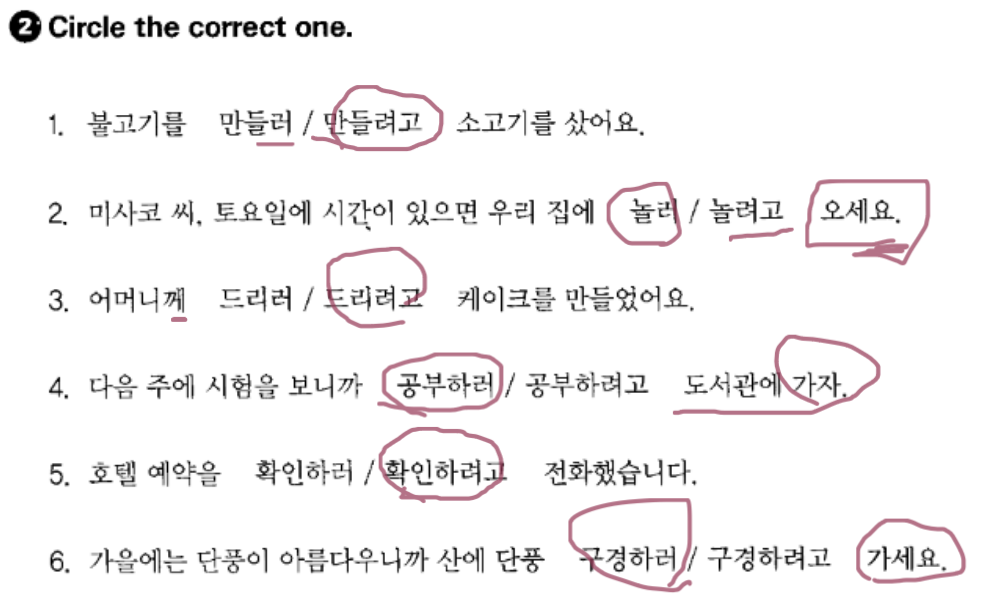 2 Circle the correct one.
1. 불고기를 만들러 / 만들려고 소고기를 샀어요.
2. 미사코 씨, 토요일에 시간이 있으면 우리 집에 놀러 / 놀려고 오세요.
3. 어머니께 드리러 / 드리려고 케이크를 만들었어요.
4. 다음 주에 시험을 보니까 공부하러 / 공부하려고 도서관에 가자.
5. 호텔 예약을 확인하러 / 확인하려고 전화했습니다.
6. 가을에는 단풍이 아름다우니까 산에 단풍 구경하러 / 구경하려고 가세요.